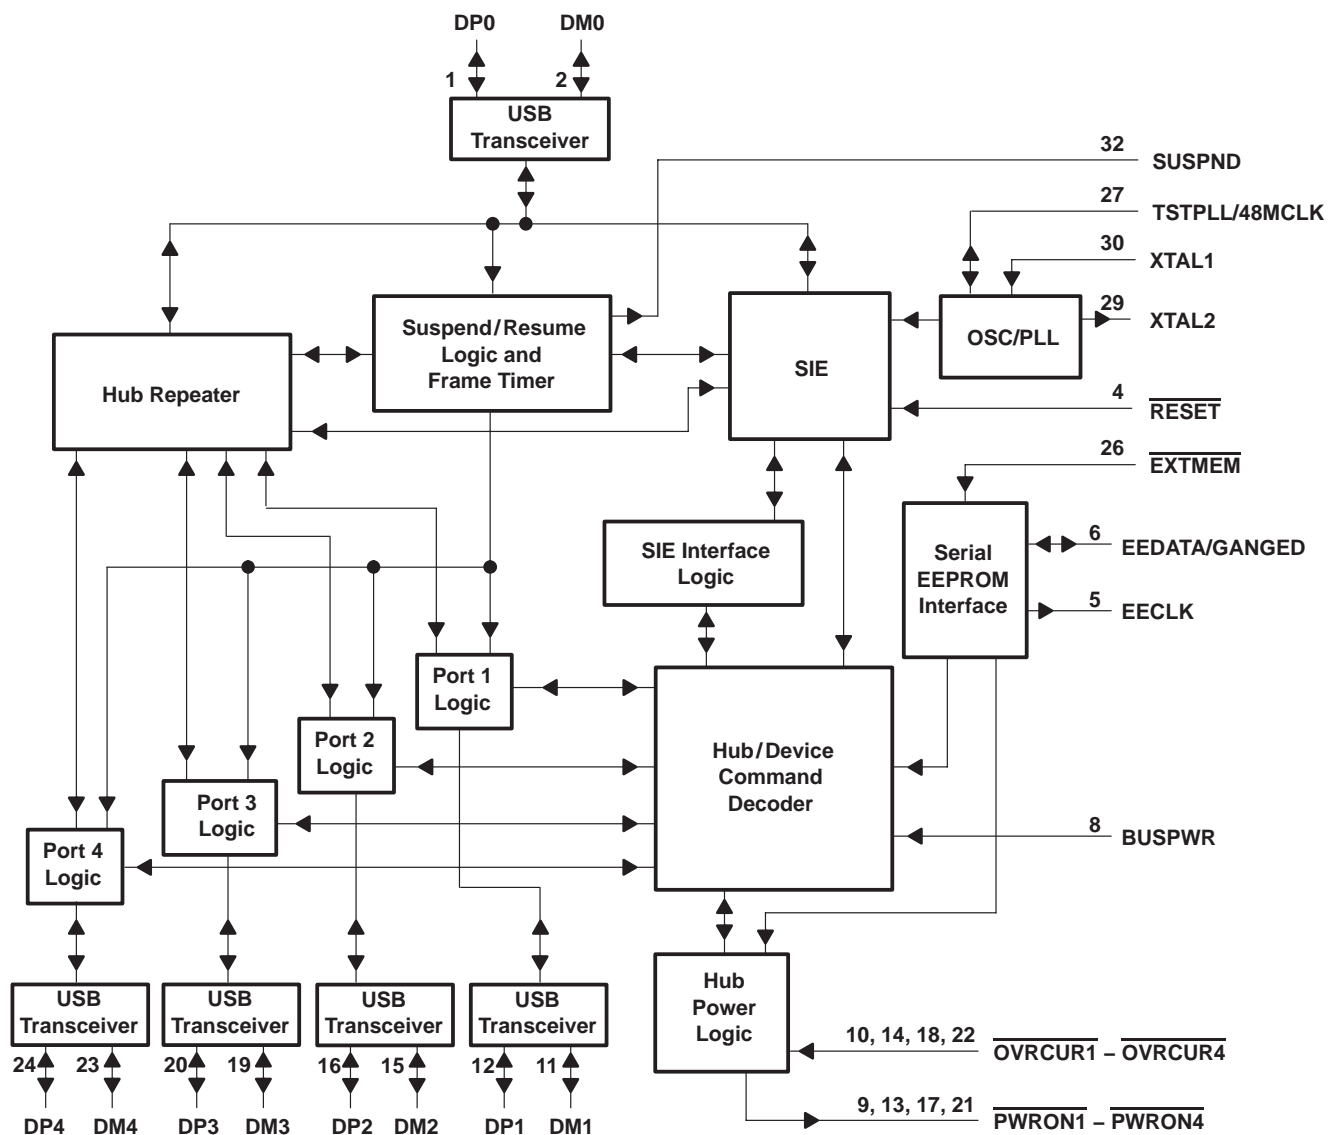 DP0 DM0
1 2
USB
Transceiver
32 SUSPND
27 TSTPLL/48MCLK
30 XTAL1
29 XTAL2
Suspend/Resume
Logic and
Frame Timer
SIE
OSC/PLL
Hub Repeater
4 RESET
26 EXTMEM
SIE Interface
Logic
Serial
EEPROM
Interface
6 EEDATA/GANGED
5 EECLK
Port 1
Logic
Port 2
Logic
Port 3
Logic
Port 4
Logic
Hub/Device
Command
Decoder
8 BUSPWR
Hub
Power
Logic
USB
Transceiver
USB
Transceiver
USB
Transceiver
USB
Transceiver
10, 14, 18, 22 OVRCUR1 – OVRCUR4
24 23 20 19 16 15 12 11
9, 13, 17, 21 PWRON1 – PWRON4
DP4 DM4 DP3 DM3 DP2 DM2 DP1 DM1